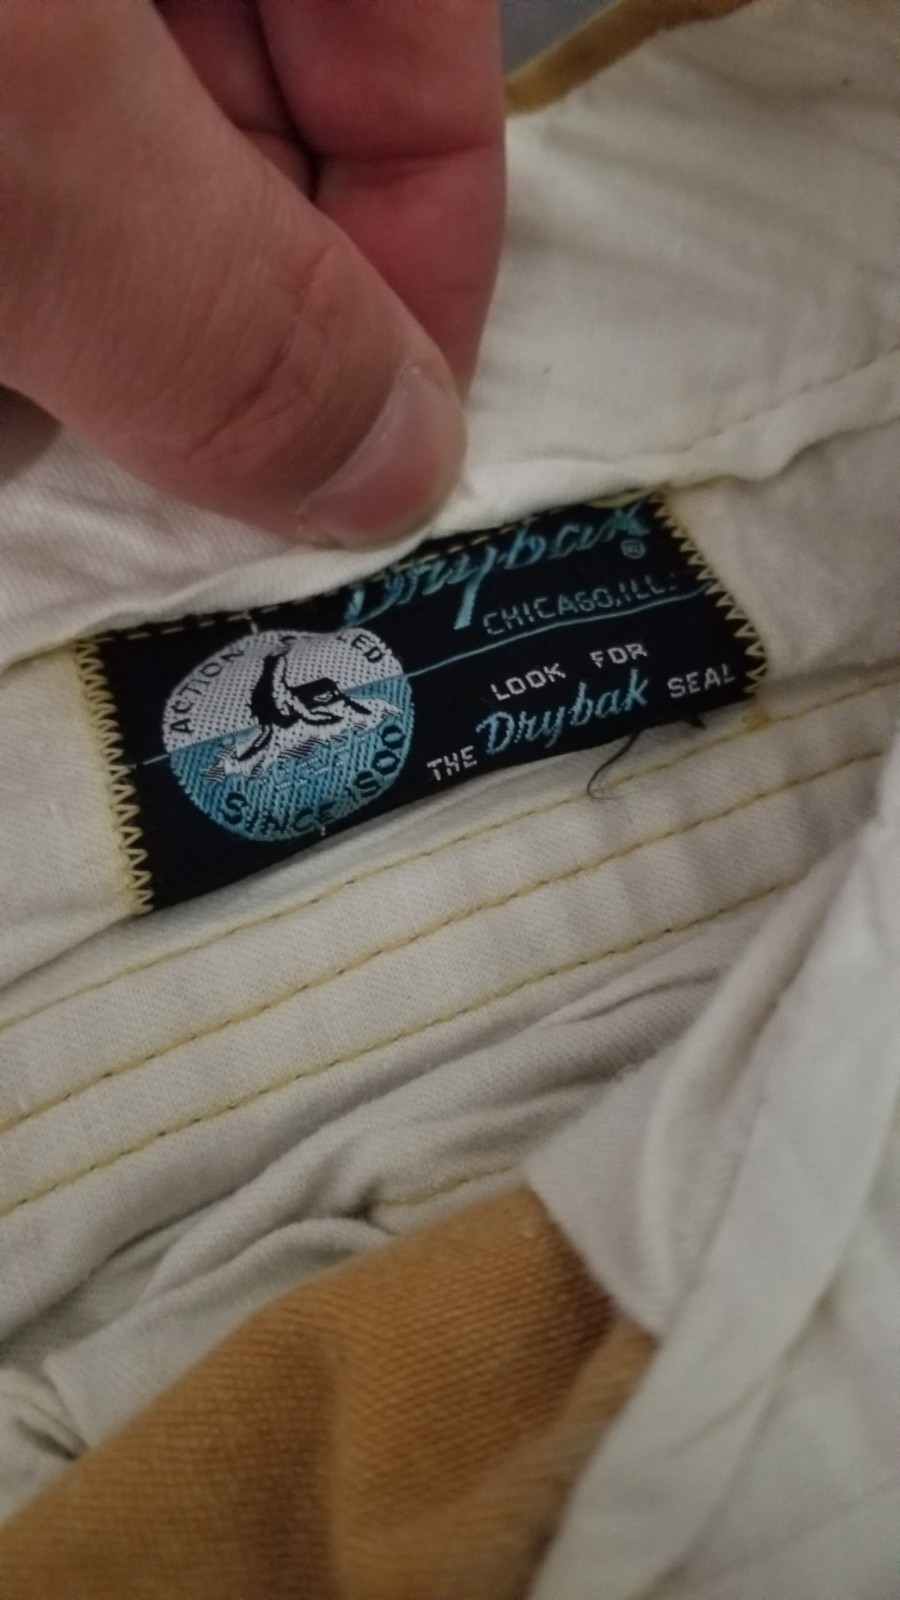 Drybak ®
CHICAGO, ILL.
ACTION
SINCE 1900
LOOK FOR
THE Drybak SEAL